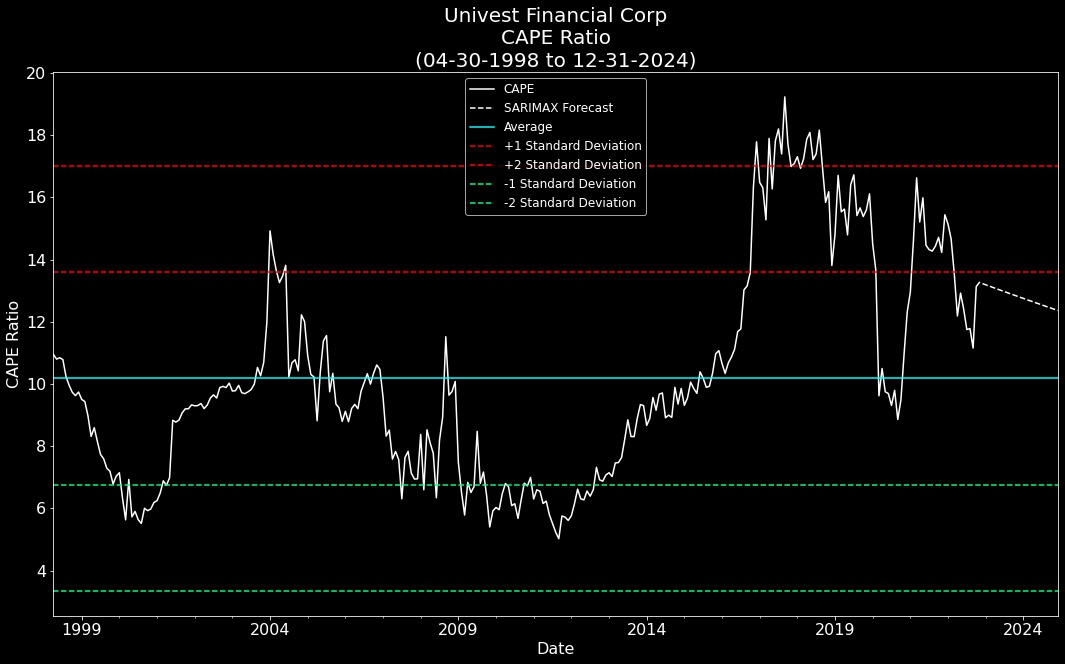 Univest Financial Corp
CAPE Ratio
(04-30-1998 to 12-31-2024)
CAPE
SARIMAX Forecast
Average
+1 Standard Deviation
+2 Standard Deviation
-1 Standard Deviation
-2 Standard Deviation
20
18
16
14
12
10
8
6
4
CAPE Ratio
1999
2004
2009
2014
2019
2024
Date